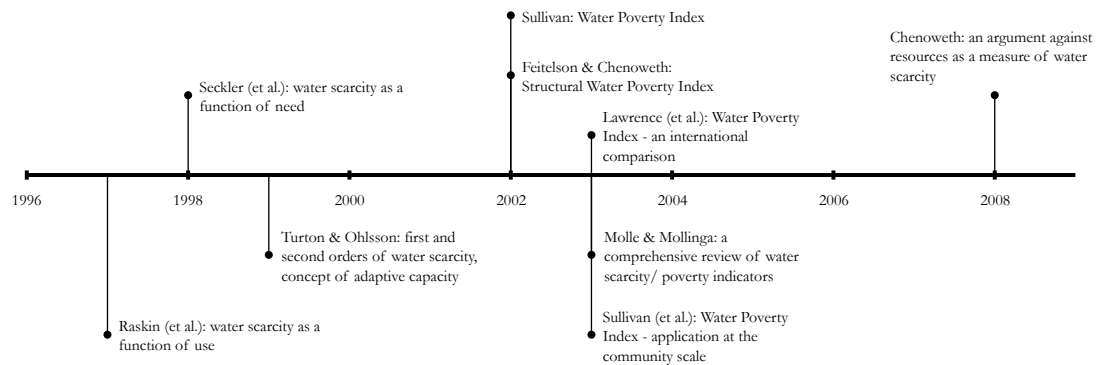 Sullivan: Water Poverty Index
Feitelson & Chenoweth:
Structural Water Poverty Index
Chenoweth: an argument against
resources as a measure of water
scarcity
Seckler (et al.): water scarcity as a
function of need
Lawrence (et al.): Water Poverty
Index - an international
comparison
1996
1998
2000
2002
2004
2006
2008
Turton & Ohlsson: first and
second orders of water scarcity,
concept of adaptive capacity
Molle & Mollinga: a
comprehensive review of water
scarcity/ poverty indicators
Raskin (et al.): water scarcity as a
function of use
Sullivan (et al.): Water Poverty
Index - application at the
community scale